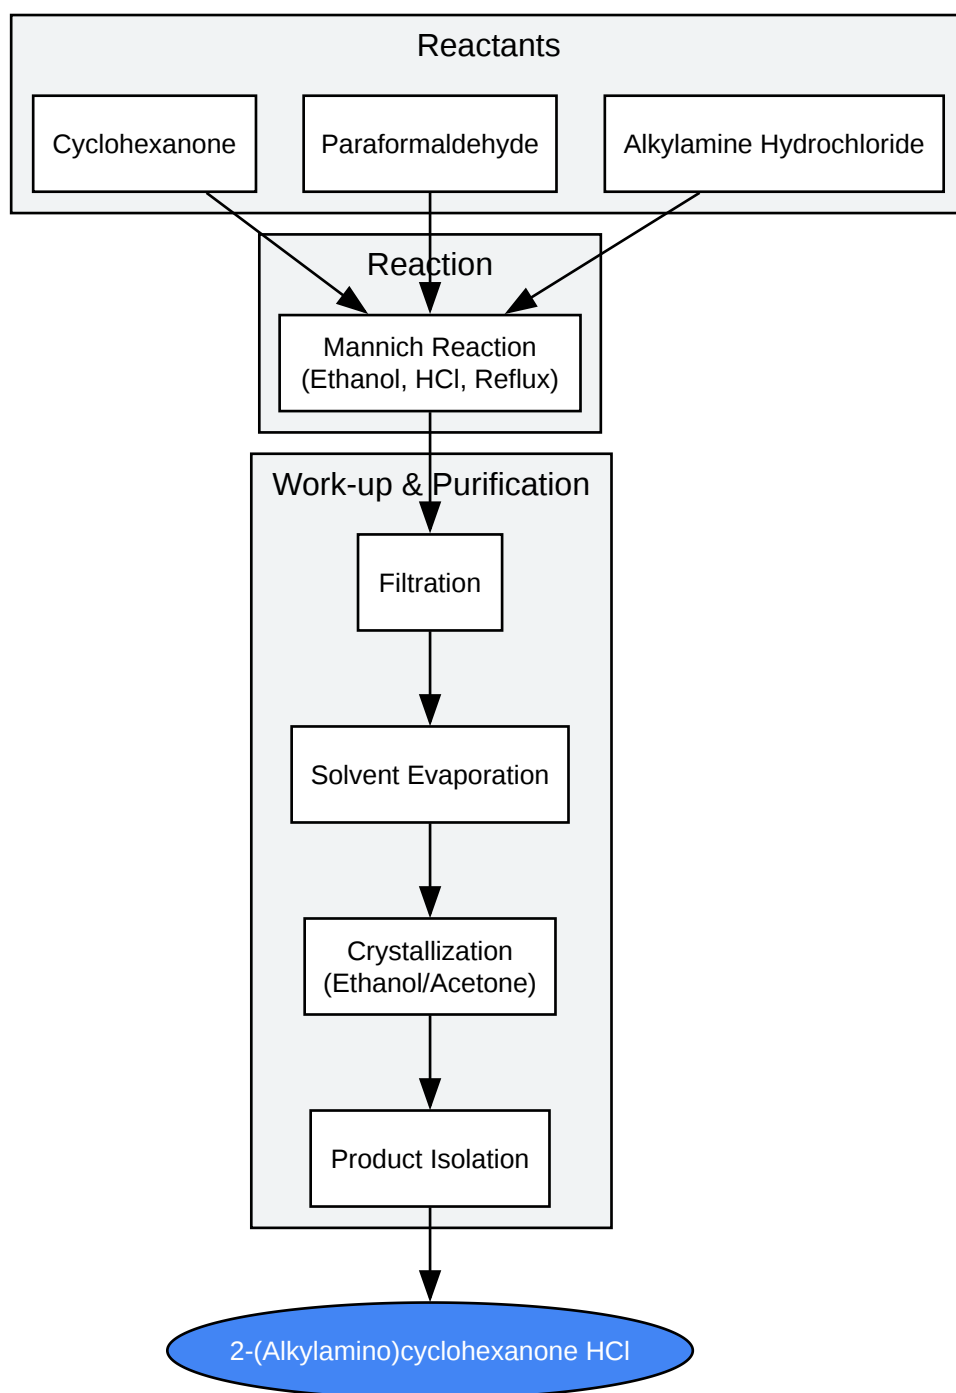 Reactants
Cyclohexanone
Paraformaldehyde
Alkylamine Hydrochloride
Reaction
Mannich Reaction
(Ethanol, HCl, Reflux)
Work-up & Purification
Filtration
Solvent Evaporation
Crystallization
(Ethanol/Acetone)
Product Isolation
2-(Alkylamino)cyclohexanone HCl